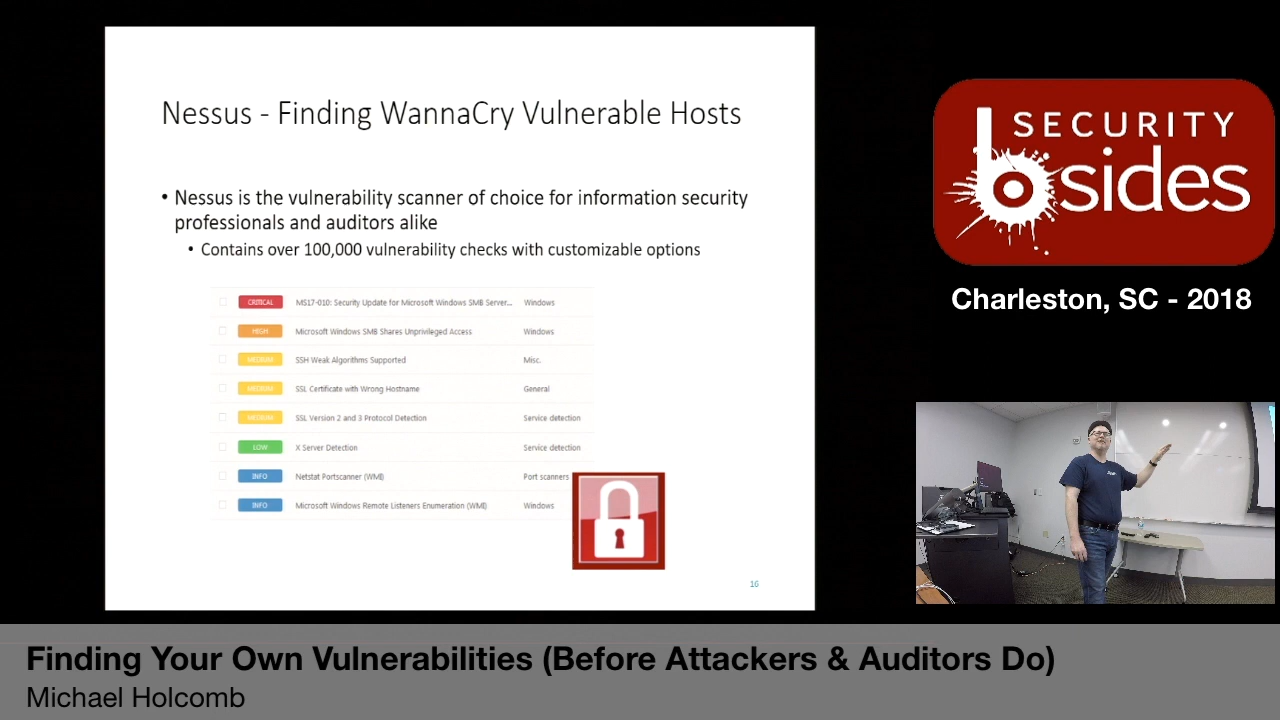 Nessus - Finding WannaCry Vulnerable Hosts
• Nessus is the vulnerability scanner of choice for information security
professionals and auditors alike
• Contains over 100,000 vulnerability checks with customizable options
CRITICAL MS17-010: Security Update for Microsoft Windows SMB Server... Windows
HIGH Microsoft Windows SMB Shares Unprivileged Access Windows
MEDIUM SSH Weak Algorithms Supported Misc.
MEDIUM SSL Certificate with Wrong Hostname General
MEDIUM SSL Version 2 and 3 Protocol Detection Service detection
LOW X Server Detection Service detection
INFO Netstat Portscanner (WMI) Port scanners
INFO Microsoft Windows Remote Listeners Enumeration (WMI) Windows
16
SECURITY
bsides
Charleston, SC - 2018
Finding Your Own Vulnerabilities (Before Attackers & Auditors Do)
Michael Holcomb